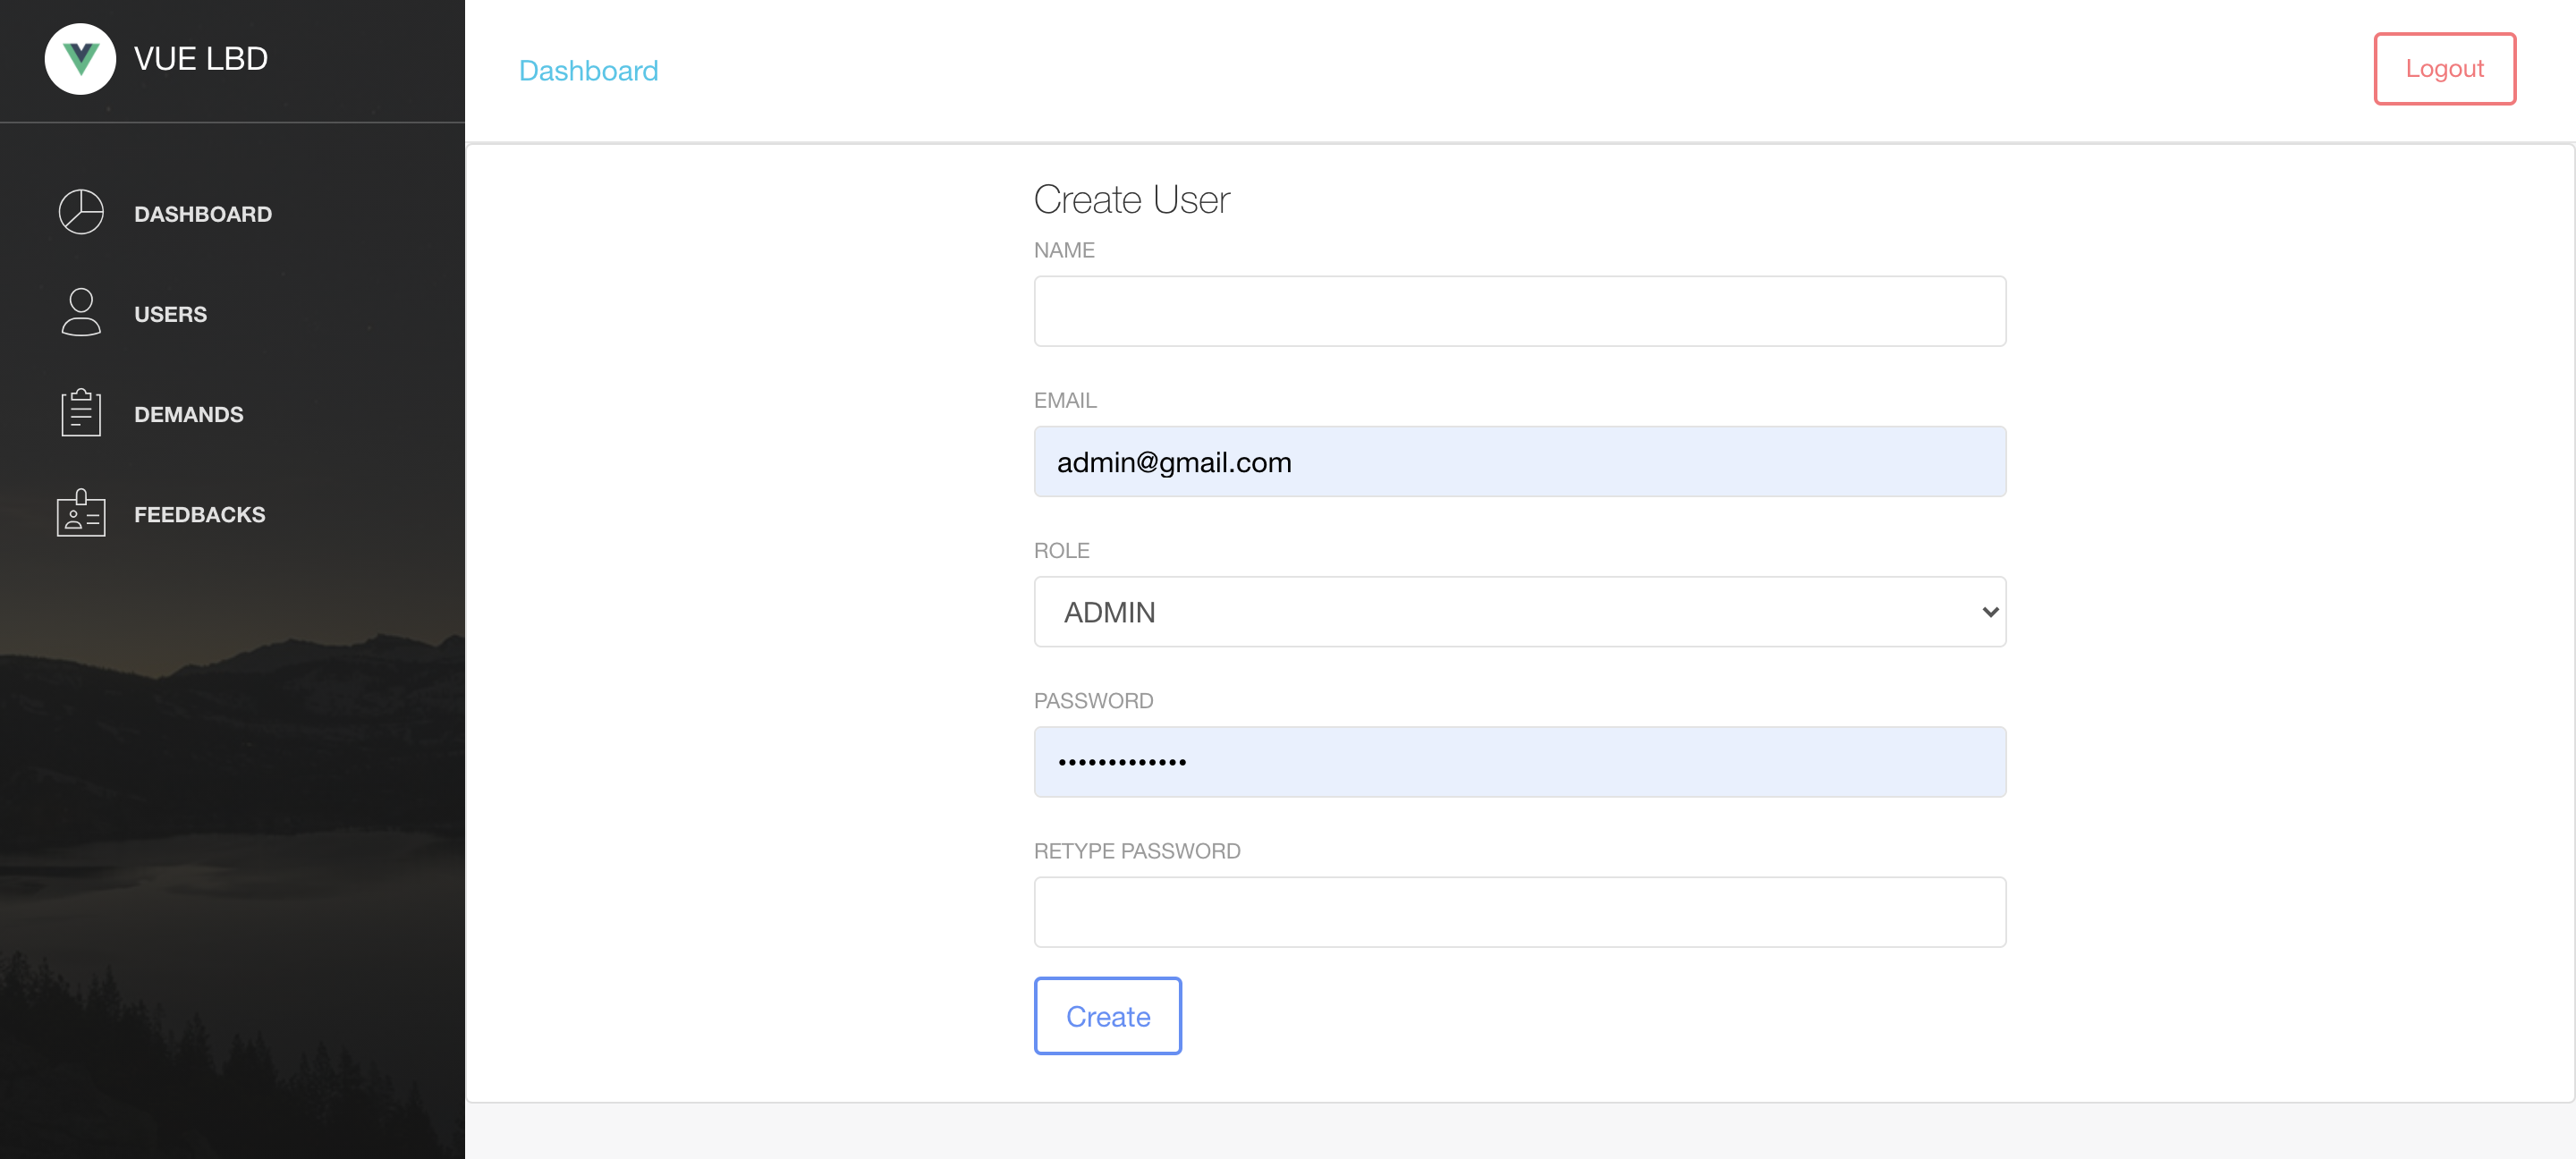 VUE LBD
DASHBOARD
USERS
DEMANDS
FEEDBACKS
Dashboard
Logout
Create User
NAME
EMAIL
admin@gmail.com
ROLE
ADMIN
PASSWORD
•••••••••••••
RETYPE PASSWORD
Create